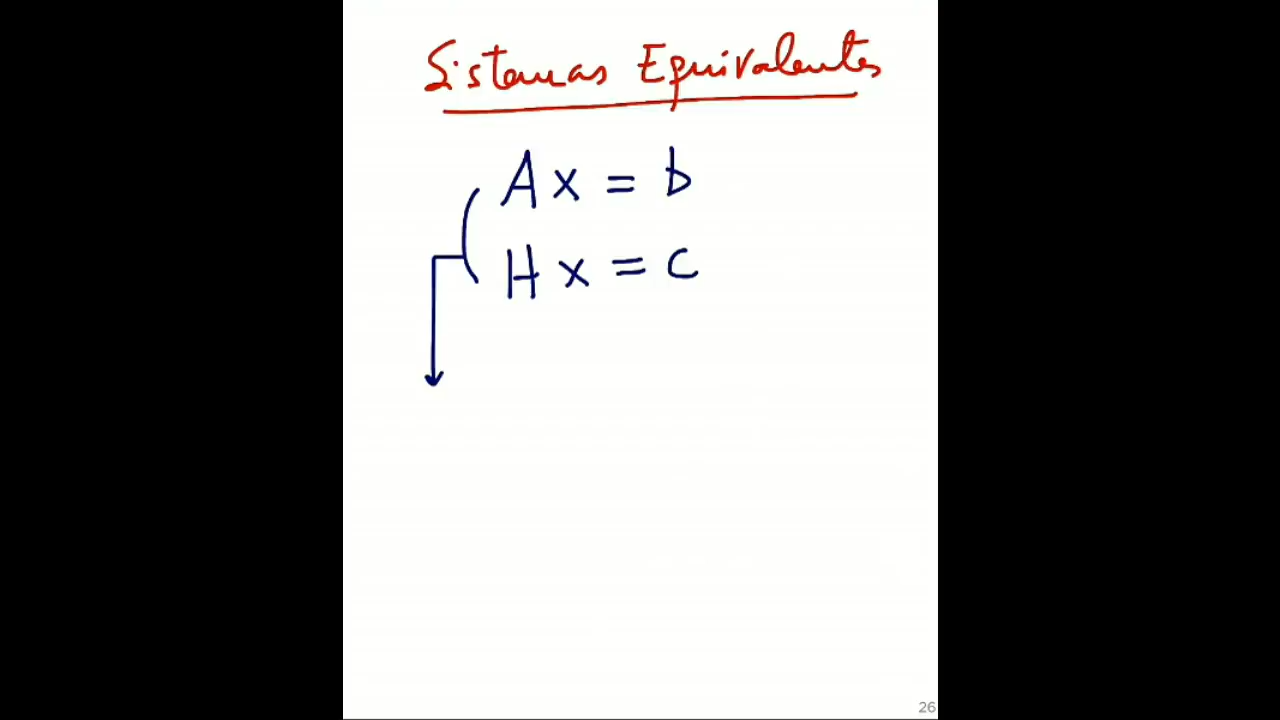 Sistemas Equivalentes
Ax = b
Hx = c
26